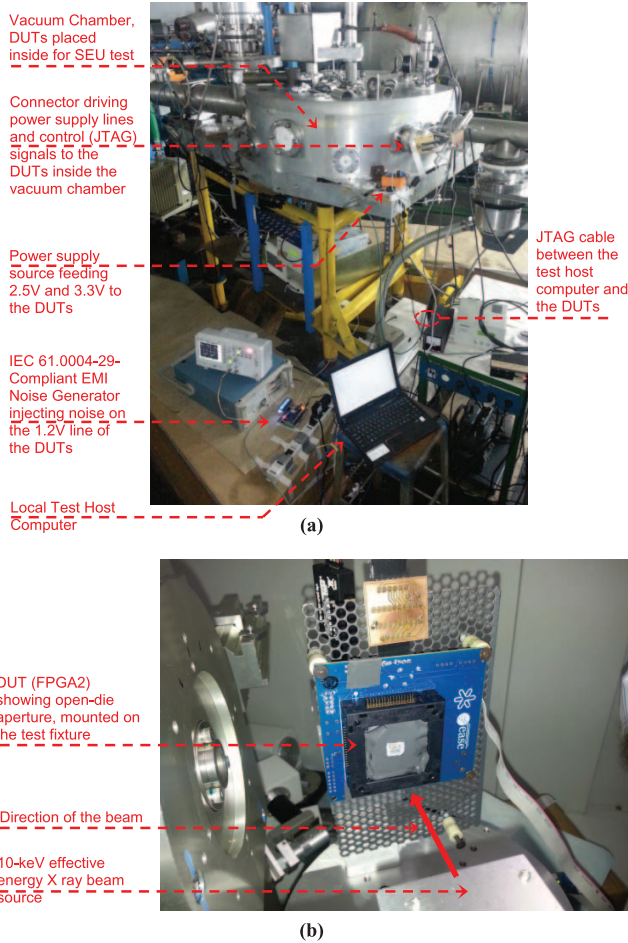 Vacuum Chamber,
DUTs placed
inside for SEU test
Connector driving
power supply lines
and control (JTAG)
signals to the
DUTs inside the
vacuum chamber
Power supply
source feeding
2.5V and 3.3V to
the DUTs
JTAG cable
between the
test host
computer and
the DUTs
IEC 61.0004-29-
Compliant EMI
Noise Generator
injecting noise on
the 1.2V line of
the DUTs
Local Test Host
Computer
(a)
DUT (FPGA2)
showing open-die
aperture, mounted on
the test fixture
ease
Direction of the beam
10-keV effective
energy X ray beam
source
(b)